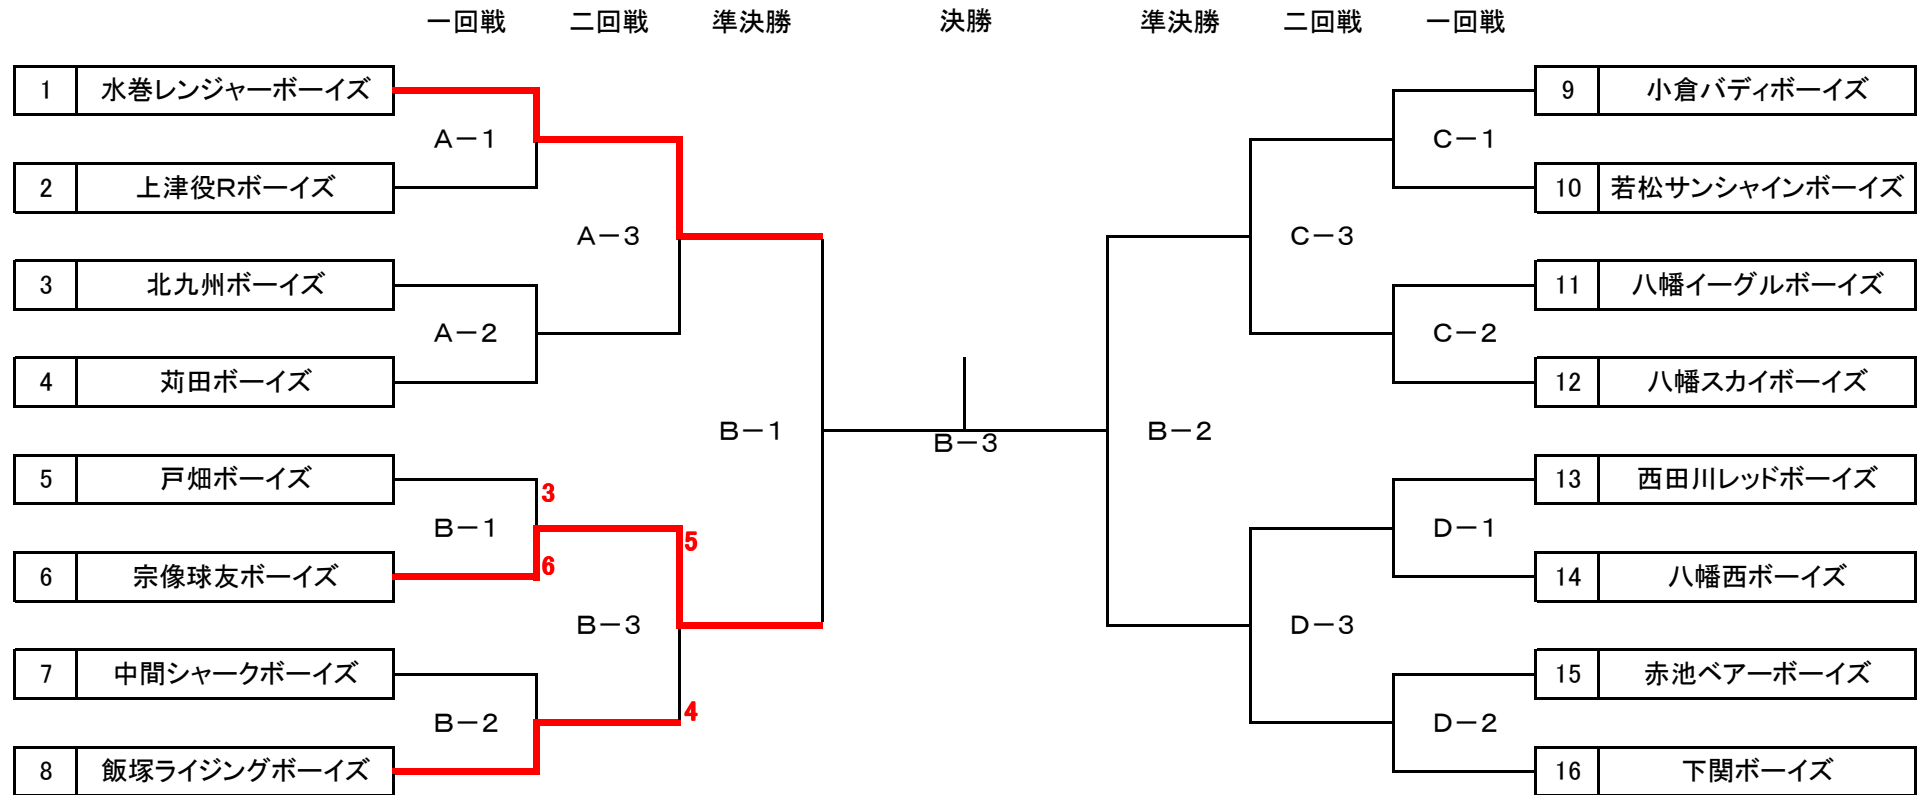 一回戦 二回戦 準決勝 決勝 準決勝 二回戦 一回戦
1 水巻レンジャーボーイズ 9 小倉バディボーイズ
A－1 C－1
2 上津役Rボーイズ 10 若松サンシャインボーイズ
A－3 C－3
3 北九州ボーイズ 11 八幡イーグルボーイズ
A－2 C－2
4 苅田ボーイズ 12 八幡スカイボーイズ
B－1 B－3 B－2
5 戸畑ボーイズ 13 西田川レッドボーイズ
3
B－1 D－1
5
6 宗像球友ボーイズ 6 14 八幡西ボーイズ
B－3 D－3
7 中間シャークボーイズ 15 赤池ベアーボーイズ
4
B－2 D－2
8 飯塚ライジングボーイズ 16 下関ボーイズ